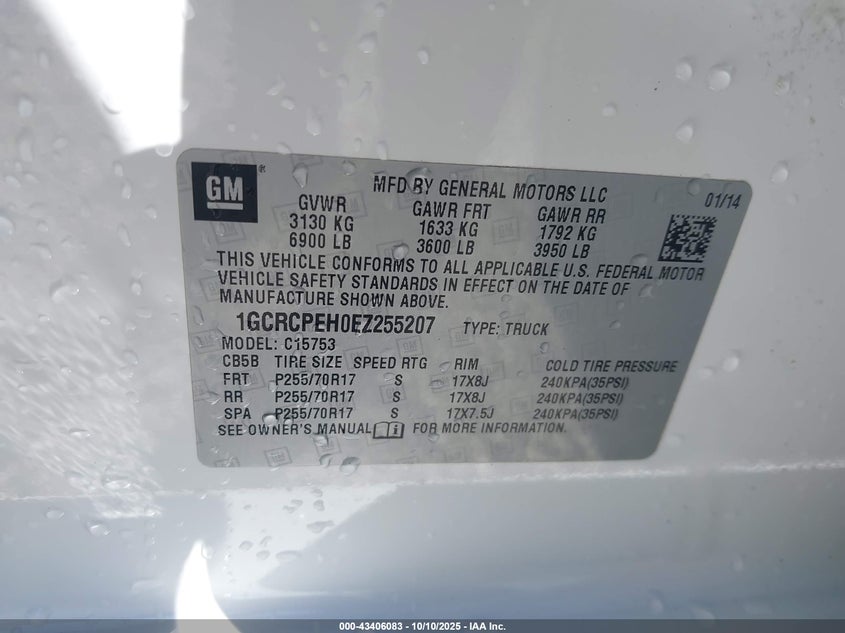 GM®
MFD BY GENERAL MOTORS LLC 01/14
GVWR GAWR FRT GAWR RR
3130 KG 1633 KG 1792 KG
6900 LB 3600 LB 3950 LB
THIS VEHICLE CONFORMS TO ALL APPLICABLE U.S. FEDERAL MOTOR
VEHICLE SAFETY STANDARDS IN EFFECT ON THE DATE OF
MANUFACTURE SHOWN ABOVE.
1GCRCPEH0EZ255207 TYPE: TRUCK
MODEL: C15753
CB5B TIRE SIZE SPEED RTG RIM COLD TIRE PRESSURE
FRT P255/70R17 S 17X8J 240KPA(35PSI)
RR P255/70R17 S 17X8J 240KPA(35PSI)
SPA P255/70R17 S 17X7.5J 240KPA(35PSI)
SEE OWNER'S MANUAL FOR MORE INFORMATION.
000-43406083 - 10/10/2025 - IAA Inc.